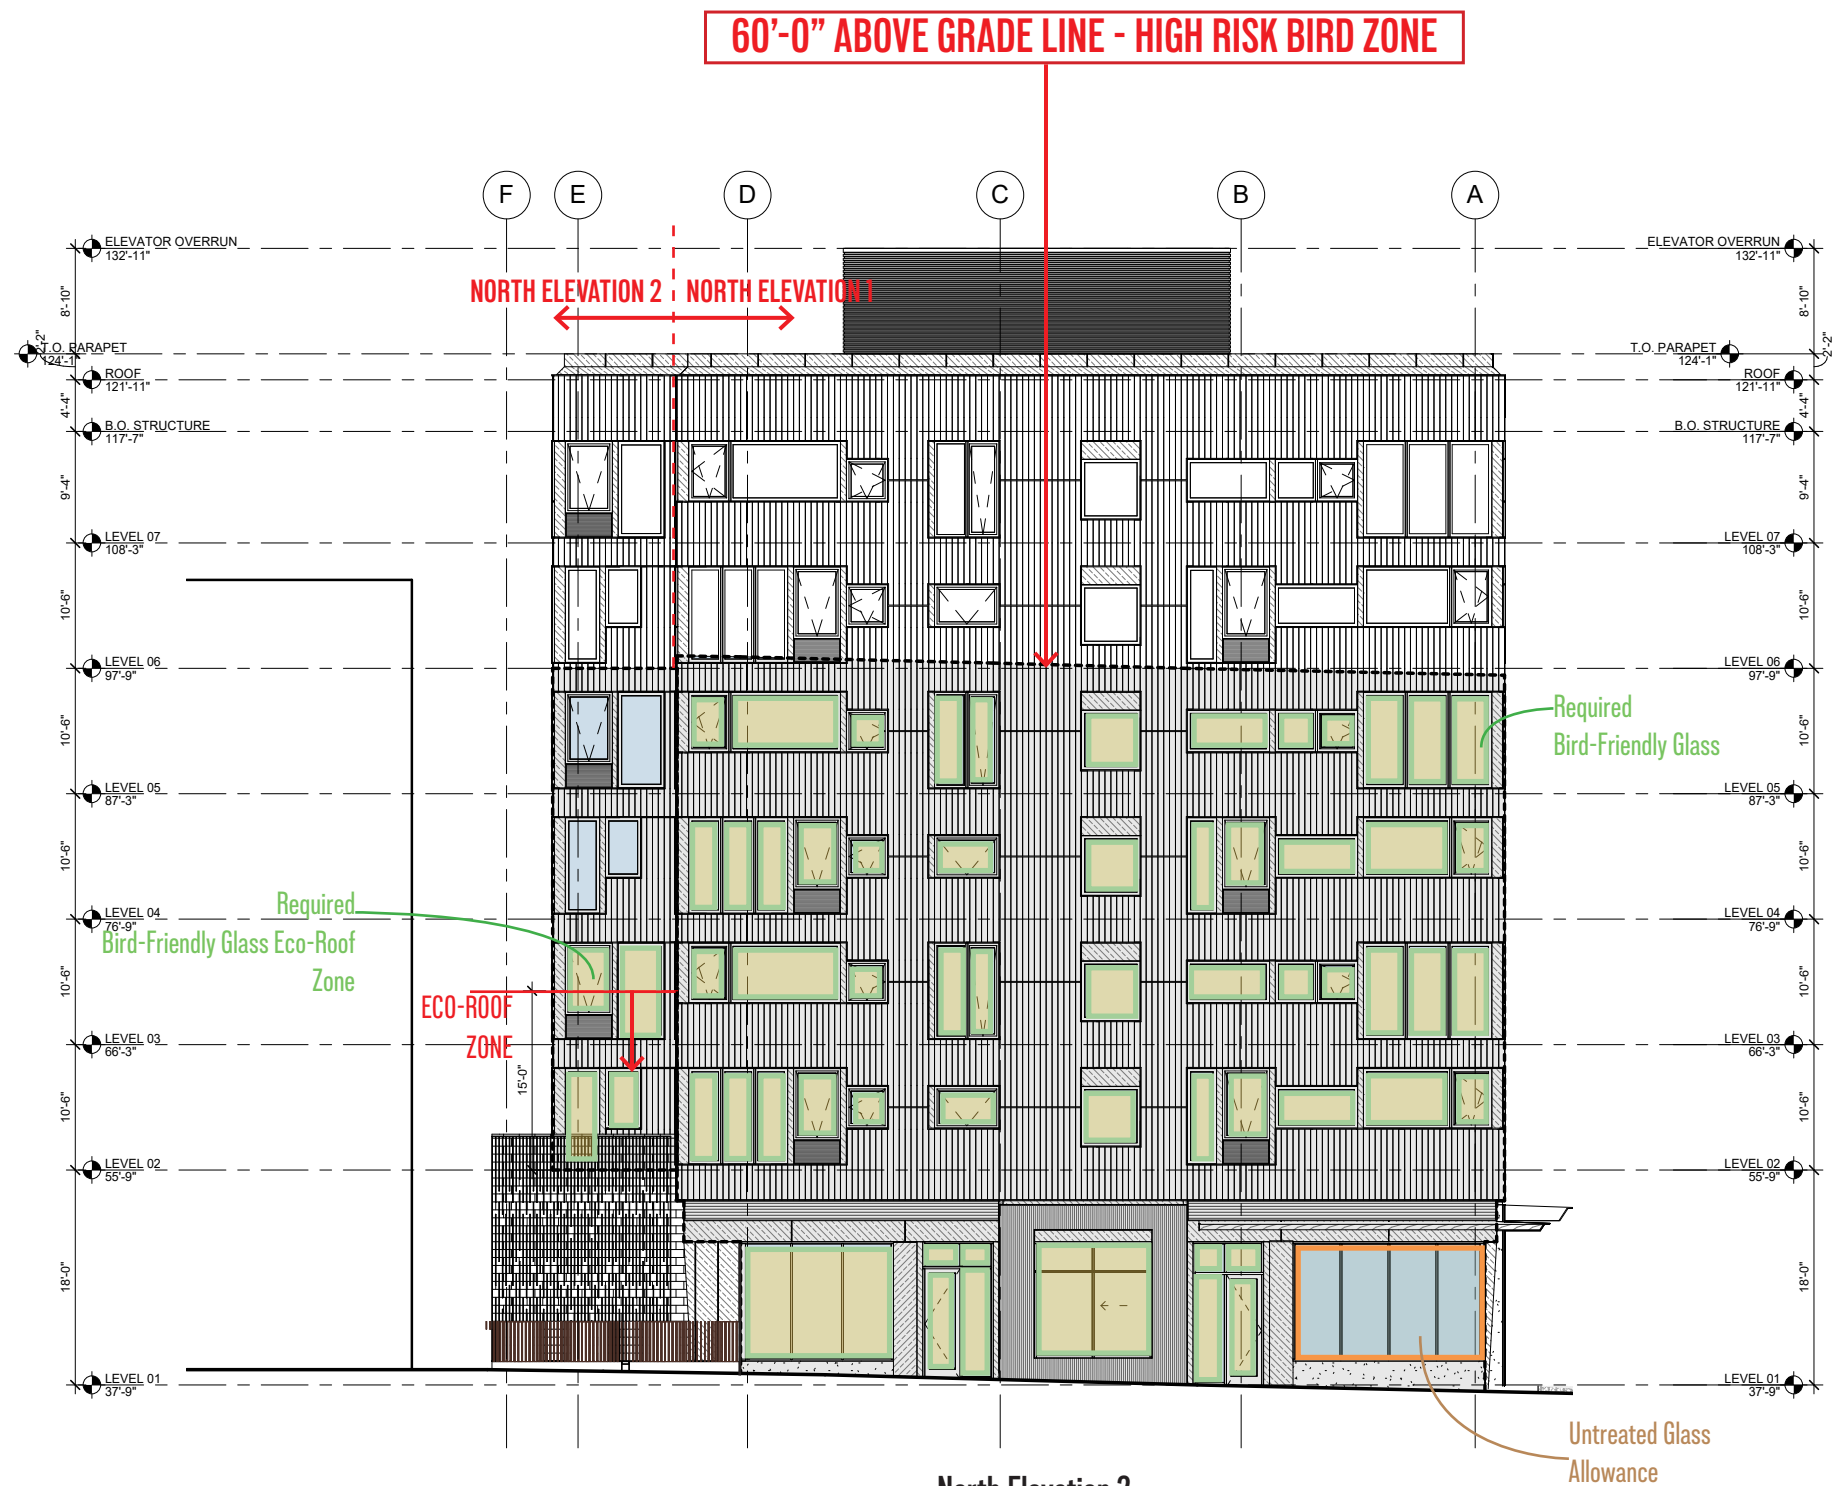 60'-0” ABOVE GRADE LINE - HIGH RISK BIRD ZONE
F
E
D
C
B
A
ELEVATOR OVERRUN
132'-11"
ELEVATOR OVERRUN
132'-11"
NORTH ELEVATION 2
NORTH ELEVATION 1
8'-10"
8'-10"
2'-2"
T.O. PARAPET
124'-1"
T.O. PARAPET
124'-1"
2'-2"
ROOF
121'-11"
ROOF
121'-11"
4'-4"
4'-4"
B.O. STRUCTURE
117'-7"
B.O. STRUCTURE
117'-7"
9'-4"
9'-4"
LEVEL 07
108'-3"
LEVEL 07
108'-3"
10'-6"
10'-6"
LEVEL 06
97'-9"
LEVEL 06
97'-9"
Required
Bird-Friendly Glass
10'-6"
10'-6"
LEVEL 05
87'-3"
LEVEL 05
87'-3"
10'-6"
10'-6"
Required
Bird-Friendly Glass Eco-Roof
Zone
LEVEL 04
76'-9"
LEVEL 04
76'-9"
10'-6"
10'-6"
ECO-ROOF
ZONE
LEVEL 03
66'-3"
LEVEL 03
66'-3"
15'-0"
10'-6"
10'-6"
LEVEL 02
55'-9"
LEVEL 02
55'-9"
18'-0"
18'-0"
LEVEL 01
37'-9"
LEVEL 01
37'-9"
Untreated Glass
Allowance
North Elevation 2